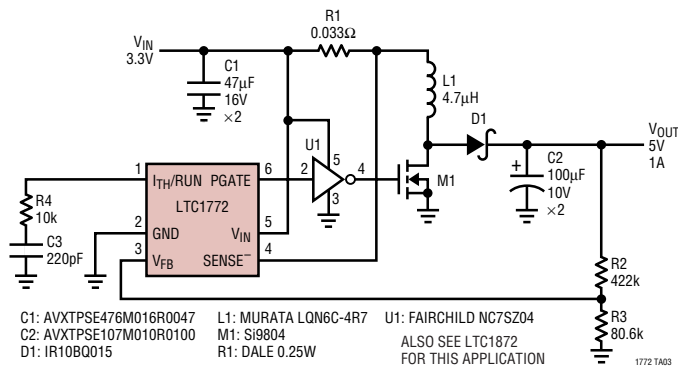 R1
0.033Ω
VIN
3.3V
C1
47µF
16V
×2
L1
4.7µH
D1
VOUT
5V
1A
U1
5
2
4
3
M1
+
C2
100µF
10V
×2
1
ITH/RUN PGATE
6
LTC1772
R4
10k
2
GND
VIN
5
C3
220pF
3
VFB
SENSE–
4
R2
422k
R3
80.6k
C1: AVXTPSE476M016R0047
C2: AVXTPSE107M010R0100
D1: IR10BQ015
L1: MURATA LQN6C-4R7
M1: Si9804
R1: DALE 0.25W
U1: FAIRCHILD NC7SZ04
ALSO SEE LTC1872
FOR THIS APPLICATION
1772 TA03